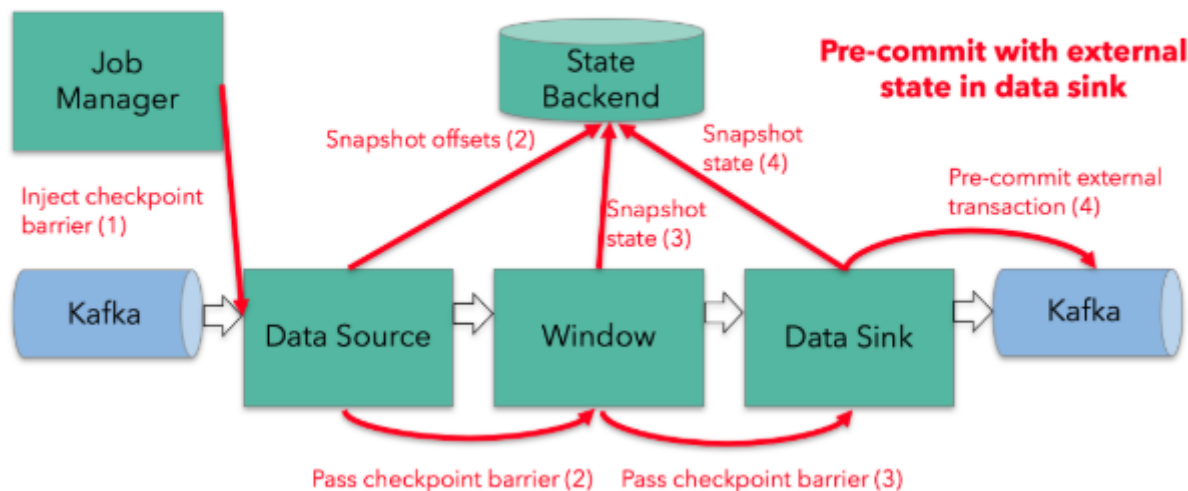 Job
Manager
State
Backend
Pre-commit with external
state in data sink
Snapshot offsets (2)
Snapshot
state (4)
Pre-commit external
transaction (4)
Inject checkpoint
barrier (1)
Snapshot
state (3)
Kafka
Data Source
Window
Data Sink
Kafka
Pass checkpoint barrier (2)
Pass checkpoint barrier (3)